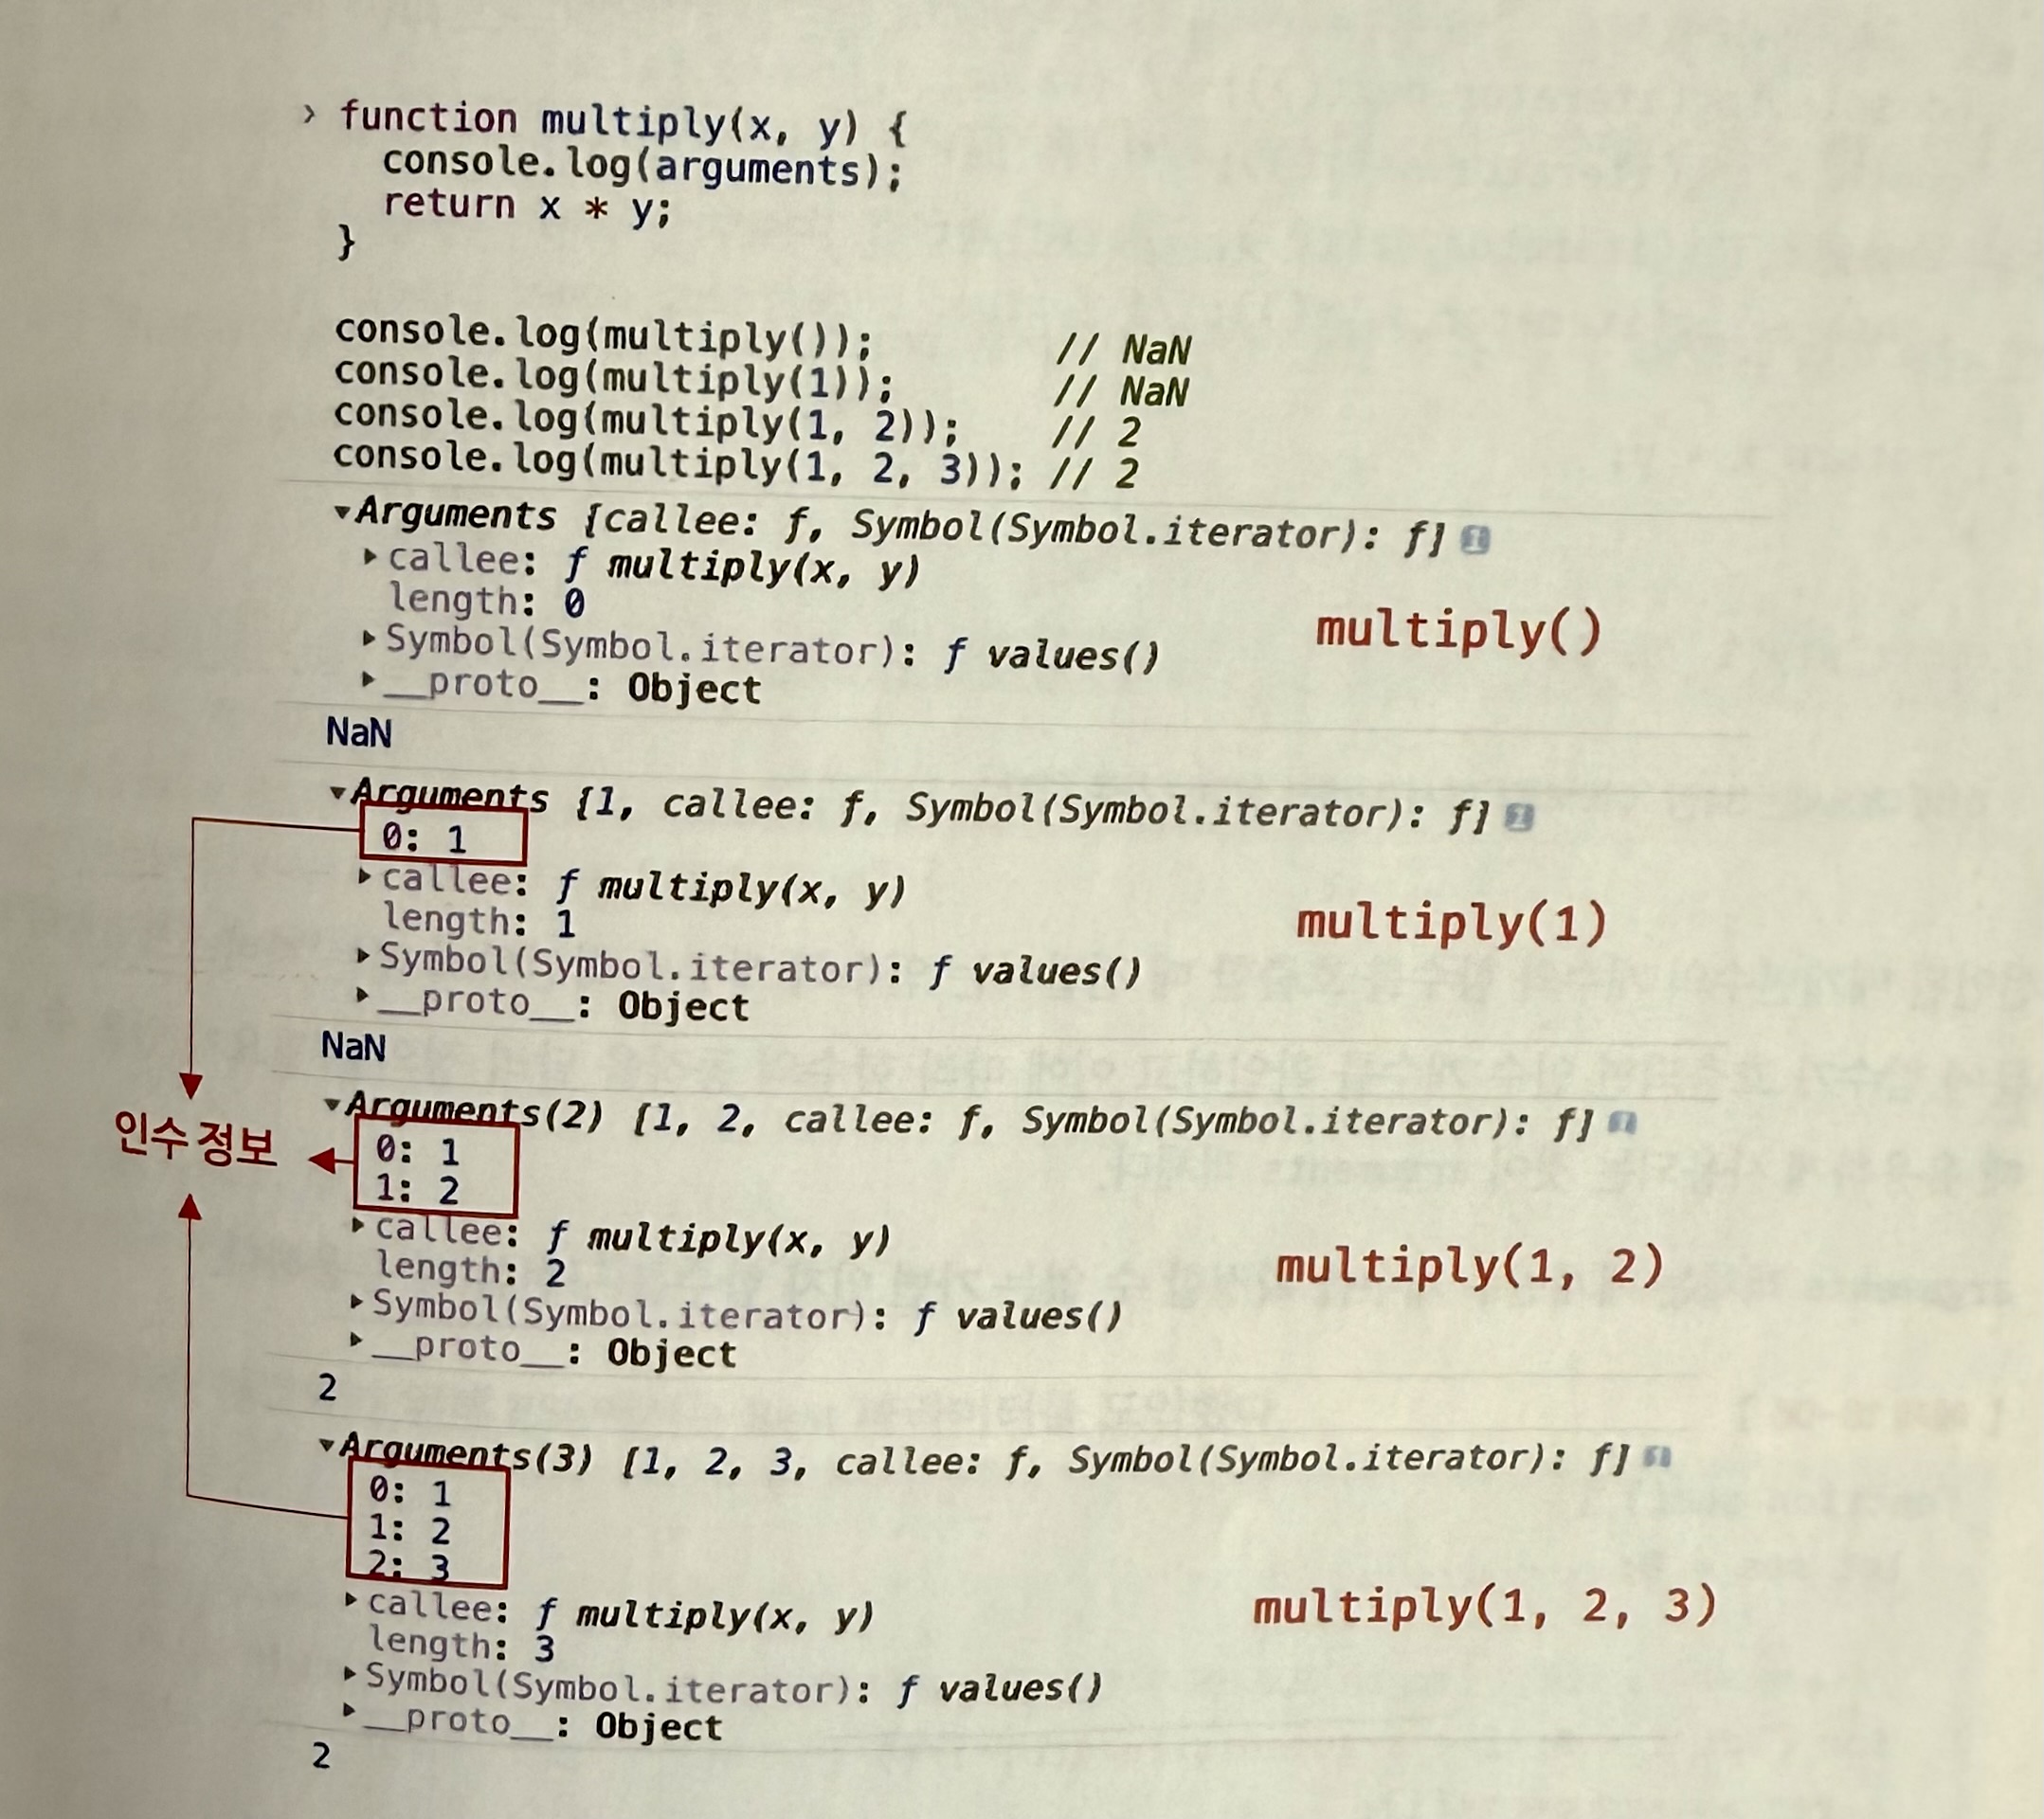 › function multiply(x, y) {
console.log(arguments);
return x * y;
}
console.log(multiply()); // NaN
console.log(multiply(1)); // NaN
console.log(multiply(1, 2)); // 2
console.log(multiply(1, 2, 3)); // 2
▾Arguments [callee: ƒ, Symbol(Symbol.iterator): ƒ]
▸callee: ƒ multiply(x, y)
length: 0
multiply()
▸Symbol(Symbol.iterator): ƒ values()
▸__proto__: Object
NaN
▾Arguments [1, callee: ƒ, Symbol(Symbol.iterator): ƒ]
0: 1
▸callee: ƒ multiply(x, y)
length: 1
multiply(1)
▸Symbol(Symbol.iterator): ƒ values()
▸__proto__: Object
NaN
▾Arguments(2) [1, 2, callee: ƒ, Symbol(Symbol.iterator): ƒ]
인수 정보
0: 1
1: 2
▸callee: ƒ multiply(x, y)
length: 2
multiply(1, 2)
▸Symbol(Symbol.iterator): ƒ values()
▸__proto__: Object
2
▾Arguments(3) [1, 2, 3, callee: ƒ, Symbol(Symbol.iterator): ƒ]
0: 1
1: 2
2: 3
▸callee: ƒ multiply(x, y)
multiply(1, 2, 3)
length: 3
▸Symbol(Symbol.iterator): ƒ values()
▸__proto__: Object
2